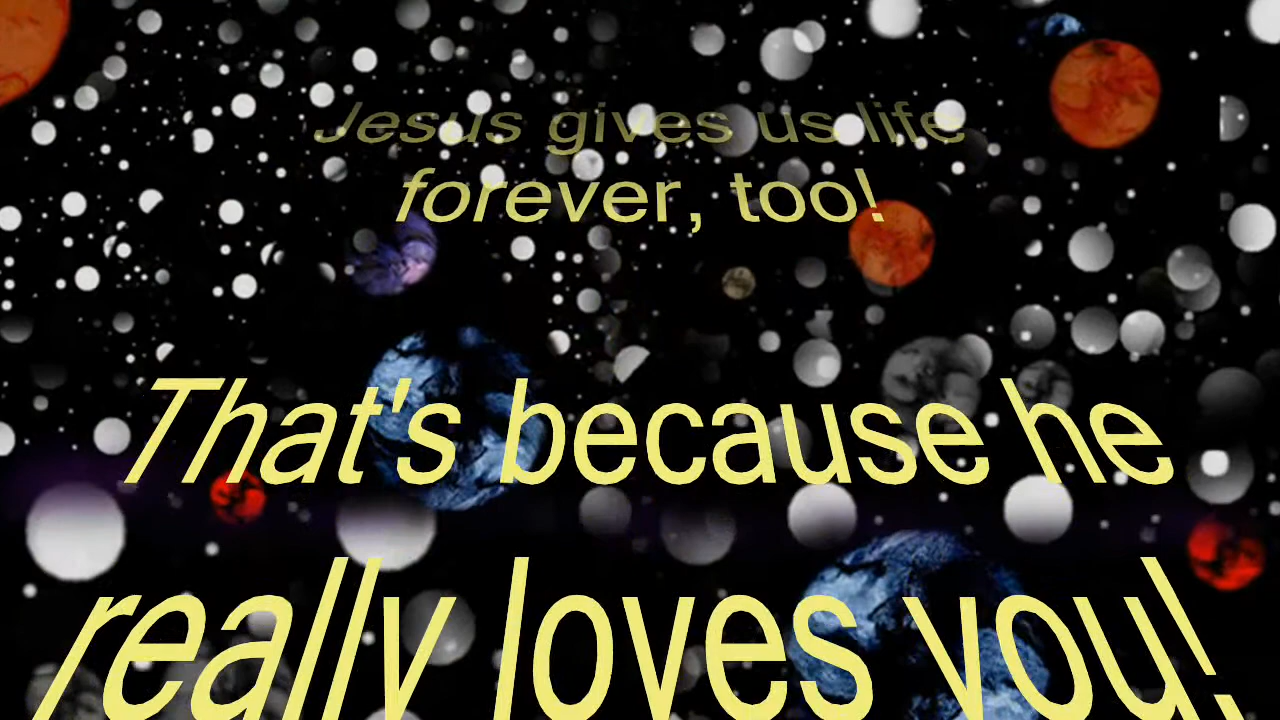 Jesus gives us life
forever, too!
That's because he
really loves you!